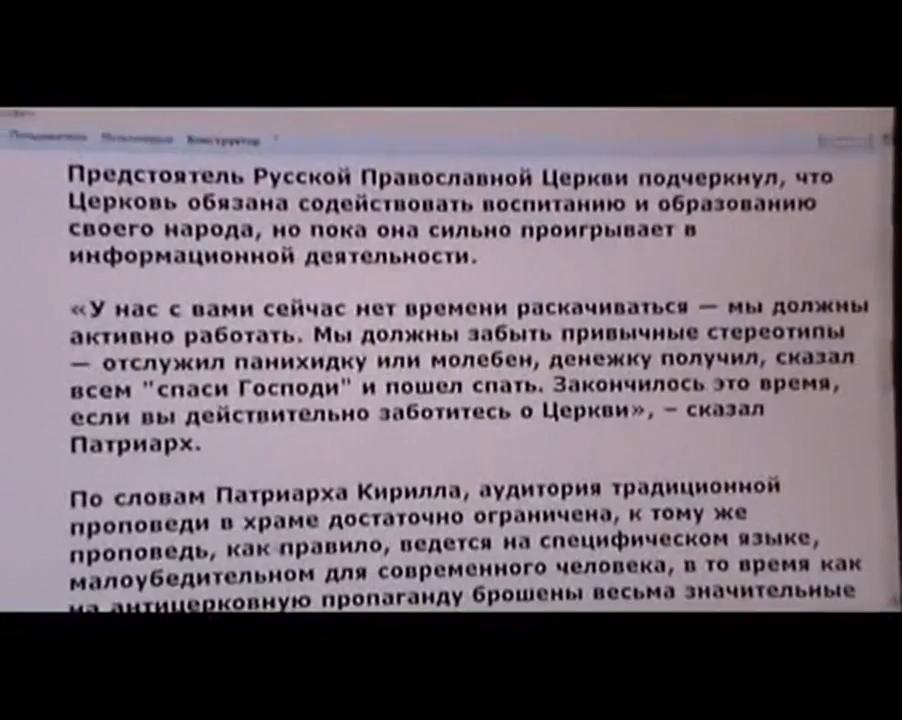 Конструктор
Предстоятель Русской Православной Церкви подчеркнул, что
Церковь обязана содействовать воспитанию и образованию
своего народа, но пока она сильно проигрывает в
информационной деятельности.
«У нас с вами сейчас нет времени раскачиваться — мы должны
активно работать. Мы должны забыть привычные стереотипы
— отслужил панихидку или молебен, денежку получил, сказал
всем "спаси Господи" и пошел спать. Закончилось это время,
если вы действительно заботитесь о Церкви», – сказал
Патриарх.
По словам Патриарха Кирилла, аудитория традиционной
проповеди в храме достаточно ограничена, к тому же
проповедь, как правило, ведется на специфическом языке,
малоубедительном для современного человека, в то время как
на антицерковную пропаганду брошены весьма значительные